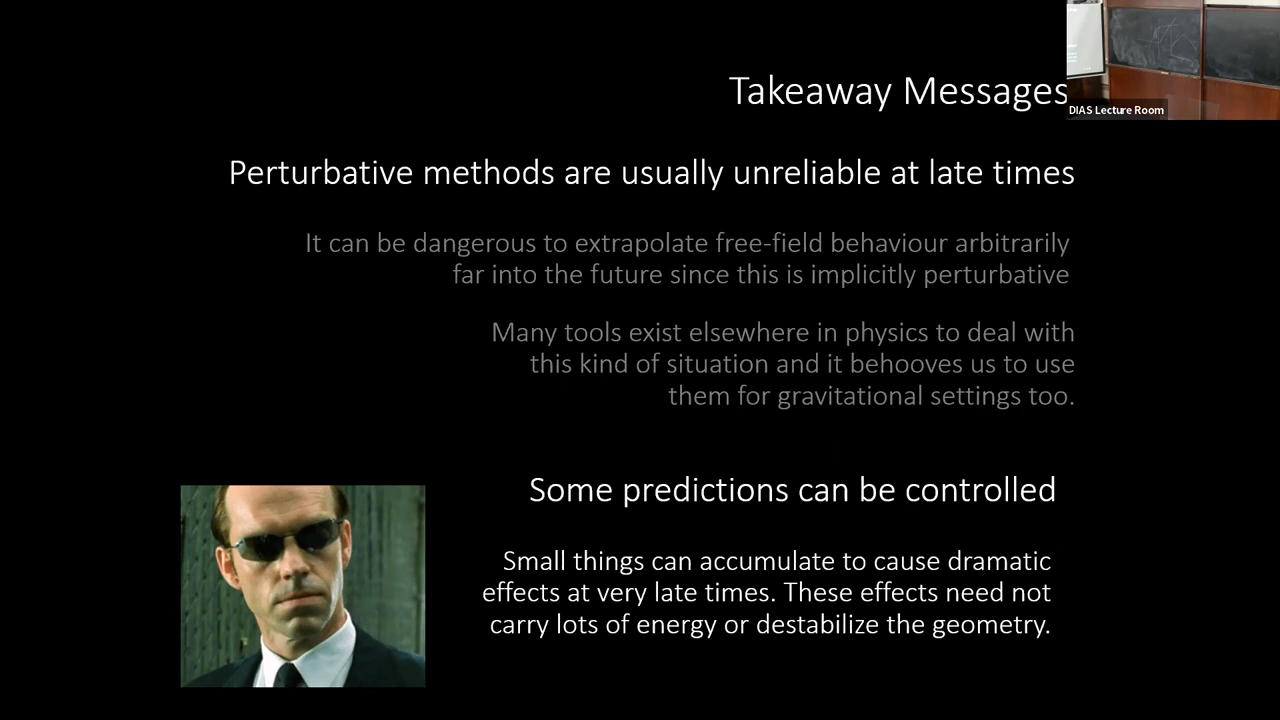 Takeaway Messages
DIAS Lecture Room
Perturbative methods are usually unreliable at late times
It can be dangerous to extrapolate free-field behaviour arbitrarily
far into the future since this is implicitly perturbative
Many tools exist elsewhere in physics to deal with
this kind of situation and it behooves us to use
them for gravitational settings too.
Some predictions can be controlled
Small things can accumulate to cause dramatic
effects at very late times. These effects need not
carry lots of energy or destabilize the geometry.